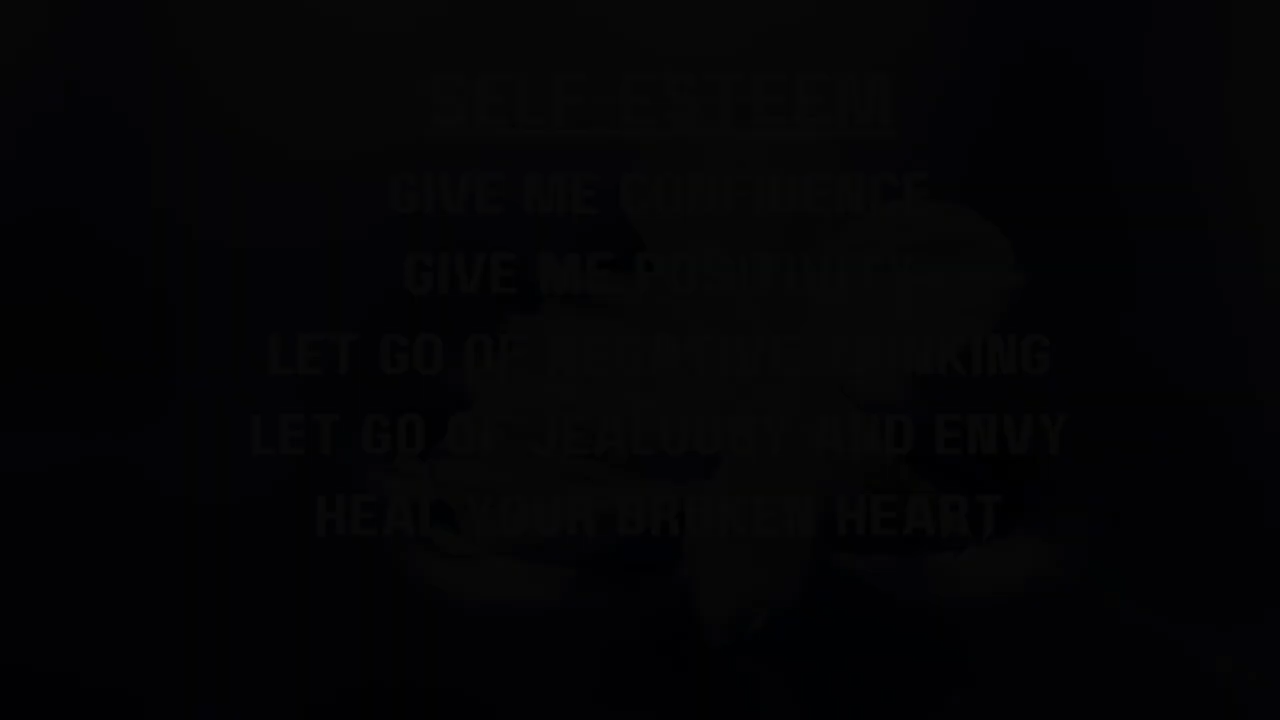 SELF ESTEEM
GIVE ME CONFIDENCE
GIVE ME POSITIVITY
LET GO OF NEGATIVE THINKING
LET GO OF JEALOUSY AND ENVY
HEAL YOUR BROKEN HEART